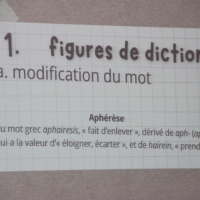 1. figures de diction
a. modification du mot
Aphérèse
u mot grec aphairesis, « fait d'enlever », dérivé de aph- (ap
ui a la valeur d'« éloigner, écarter », et de hairein, « prend